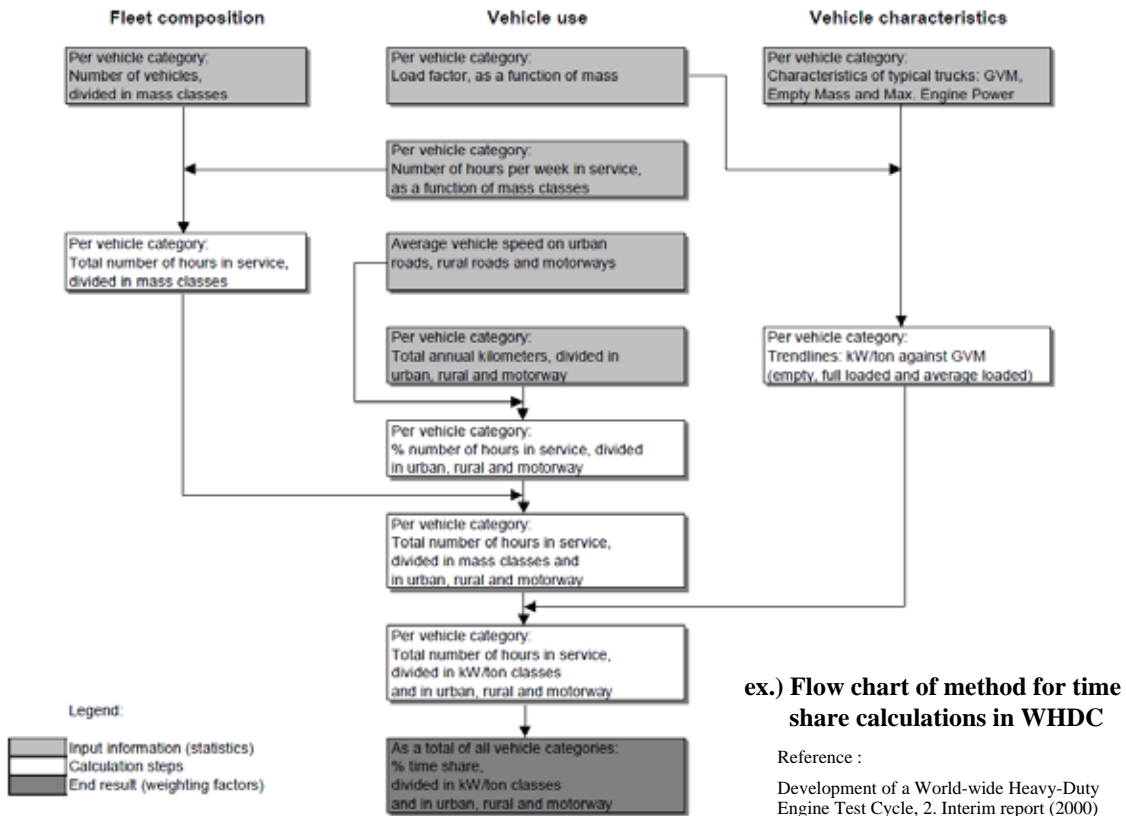 Fleet composition
Vehicle use
Vehicle characteristics
Per vehicle category:
Number of vehicles,
divided in mass classes
Per vehicle category:
Load factor, as a function of mass
Per vehicle category:
Characteristics of typical trucks: GVM,
Empty Mass and Max. Engine Power
Per vehicle category:
Number of hours per week in service,
as a function of mass classes
Per vehicle category:
Total number of hours in service,
divided in mass classes
Average vehicle speed on urban
roads, rural roads and motorways
Per vehicle category:
Total annual kilometers, divided in
urban, rural and motorway
Per vehicle category:
Trendlines: kW/ton against GVM
(empty, full loaded and average loaded)
Per vehicle category:
% number of hours in service, divided
in urban, rural and motorway
Per vehicle category:
Total number of hours in service,
divided in mass classes and
in urban, rural and motorway
Per vehicle category:
Total number of hours in service,
divided in kW/ton classes
and in urban, rural and motorway
As a total of all vehicle categories:
% time share,
divided in kW/ton classes
and in urban, rural and motorway
Legend:
Input information (statistics)
Calculation steps
End result (weighting factors)
ex.) Flow chart of method for time
share calculations in WHDC
Reference :
Development of a World-wide Heavy-Duty
Engine Test Cycle, 2. Interim report (2000)